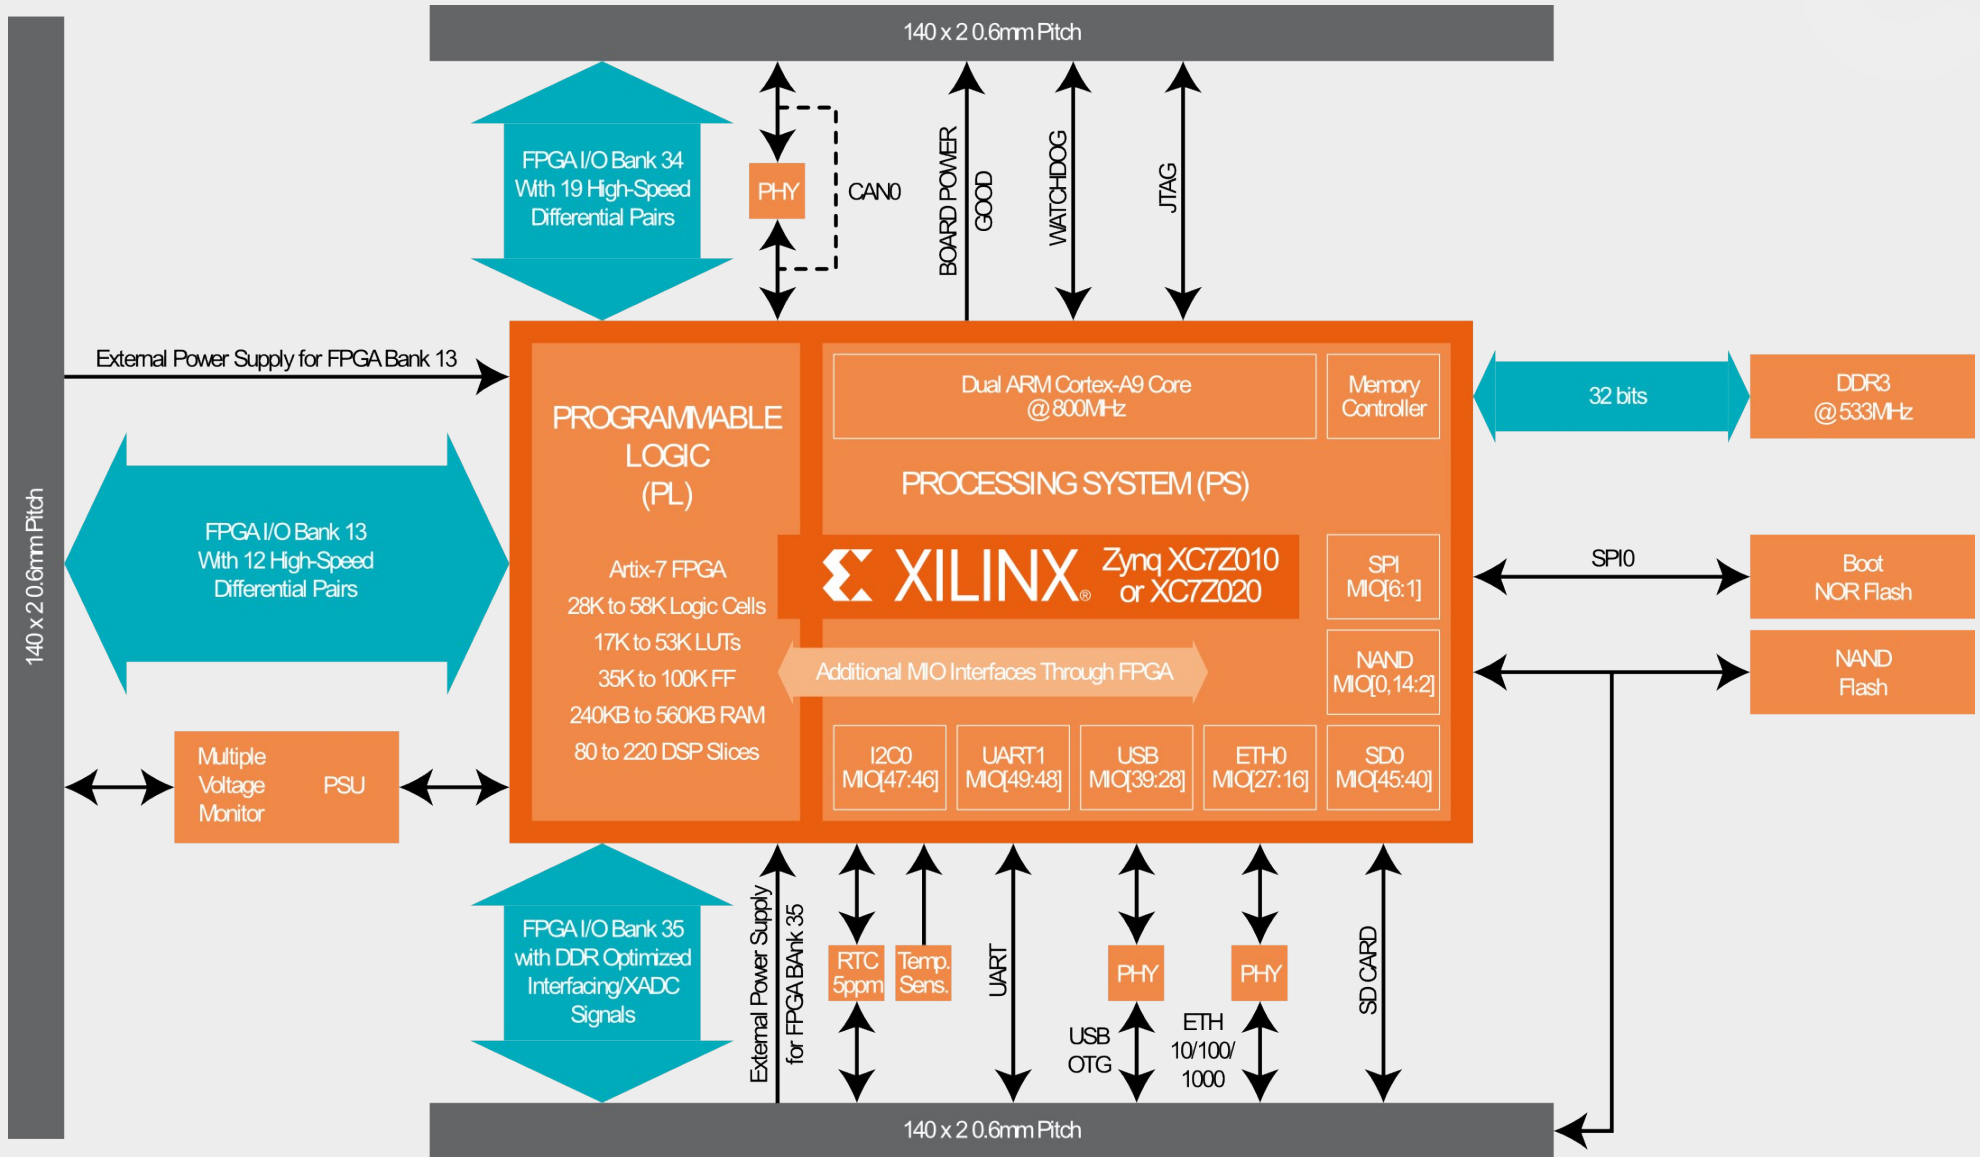 140 x 2 0.6mm Pitch
FPGA I/O Bank 34
With 19 High-Speed
Differential Pairs
PHY
CAN0
BOARD POWER
GOOD
WATCHDOG
JTAG
External Power Supply for FPGA Bank 13
140 x 2 0.6mm Pitch
FPGA I/O Bank 13
With 12 High-Speed
Differential Pairs
Multiple
Voltage
Monitor
PSU
PROGRAMMABLE
LOGIC
(PL)
Artix-7 FPGA
28K to 58K Logic Cells
17K to 53K LUTs
35K to 100K FF
240KB to 560KB RAM
80 to 220 DSP Slices
Dual ARM Cortex-A9 Core
@ 800MHz
Memory
Controller
PROCESSING SYSTEM (PS)
XILINX®
Zynq XC7Z010
or XC7Z020
SPI
MIO[6:1]
Additional MIO Interfaces Through FPGA
NAND
MIO[0,14:2]
I2C0
MIO[47:46]
UART1
MIO[49:48]
USB
MIO[39:28]
ETH0
MIO[27:16]
SD0
MIO[45:40]
32 bits
DDR3
@ 533MHz
SPI0
Boot
NOR Flash
NAND
Flash
FPGA I/O Bank 35
with DDR Optimized
Interfacing/XADC
Signals
External Power Supply
for FPGA BAnk 35
RTC
5ppm
Temp.
Sens.
UART
PHY
USB
OTG
PHY
ETH
10/100/
1000
SD CARD
140 x 2 0.6mm Pitch